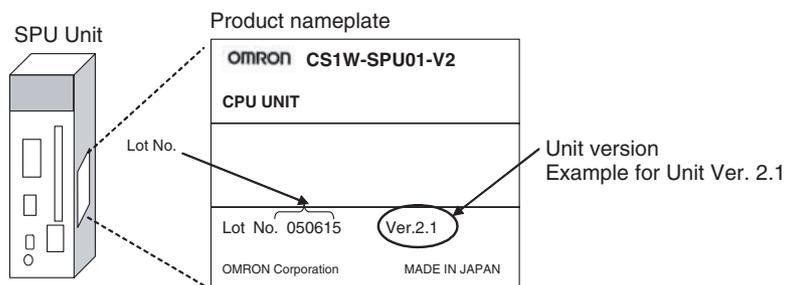 Product nameplate
SPU Unit
OMRON CS1W-SPU01-V2
CPU UNIT
Lot No.
Unit version
Example for Unit Ver. 2.1
Lot No. 050615 Ver.2.1
OMRON Corporation MADE IN JAPAN